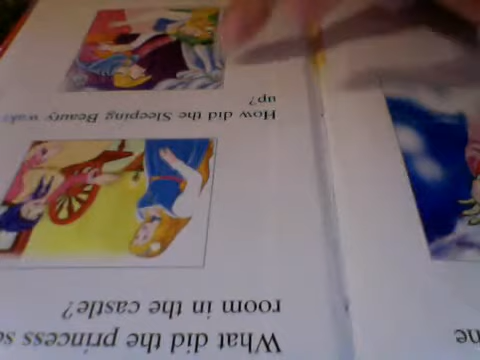 What did the princess
room in the castle?
How did the Sleeping Beauty
up?